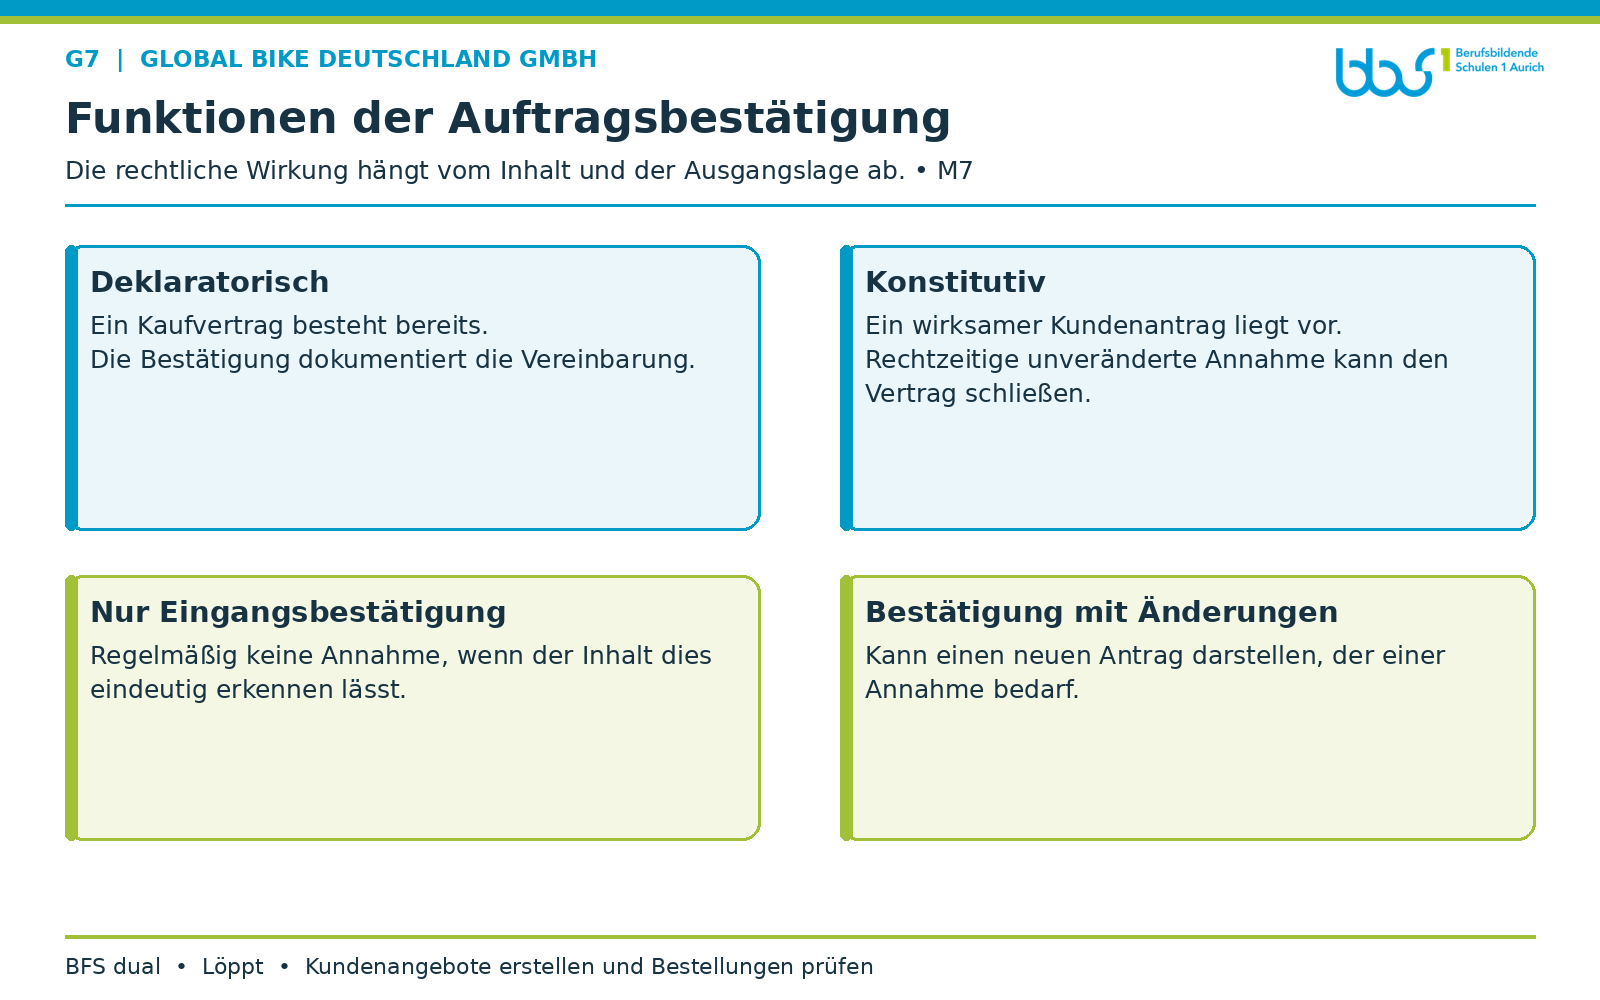 G7 | GLOBAL BIKE DEUTSCHLAND GMBH
bbs 1 Berufsbildende
Schulen 1 Aurich
Funktionen der Auftragsbestätigung
Die rechtliche Wirkung hängt vom Inhalt und der Ausgangslage ab. • M7
Deklaratorisch
Ein Kaufvertrag besteht bereits.
Die Bestätigung dokumentiert die Vereinbarung.
Konstitutiv
Ein wirksamer Kundenantrag liegt vor.
Rechtzeitige unveränderte Annahme kann den
Vertrag schließen.
Nur Eingangsbestätigung
Regelmäßig keine Annahme, wenn der Inhalt dies
eindeutig erkennen lässt.
Bestätigung mit Änderungen
Kann einen neuen Antrag darstellen, der einer
Annahme bedarf.
BFS dual • Löppt • Kundenangebote erstellen und Bestellungen prüfen